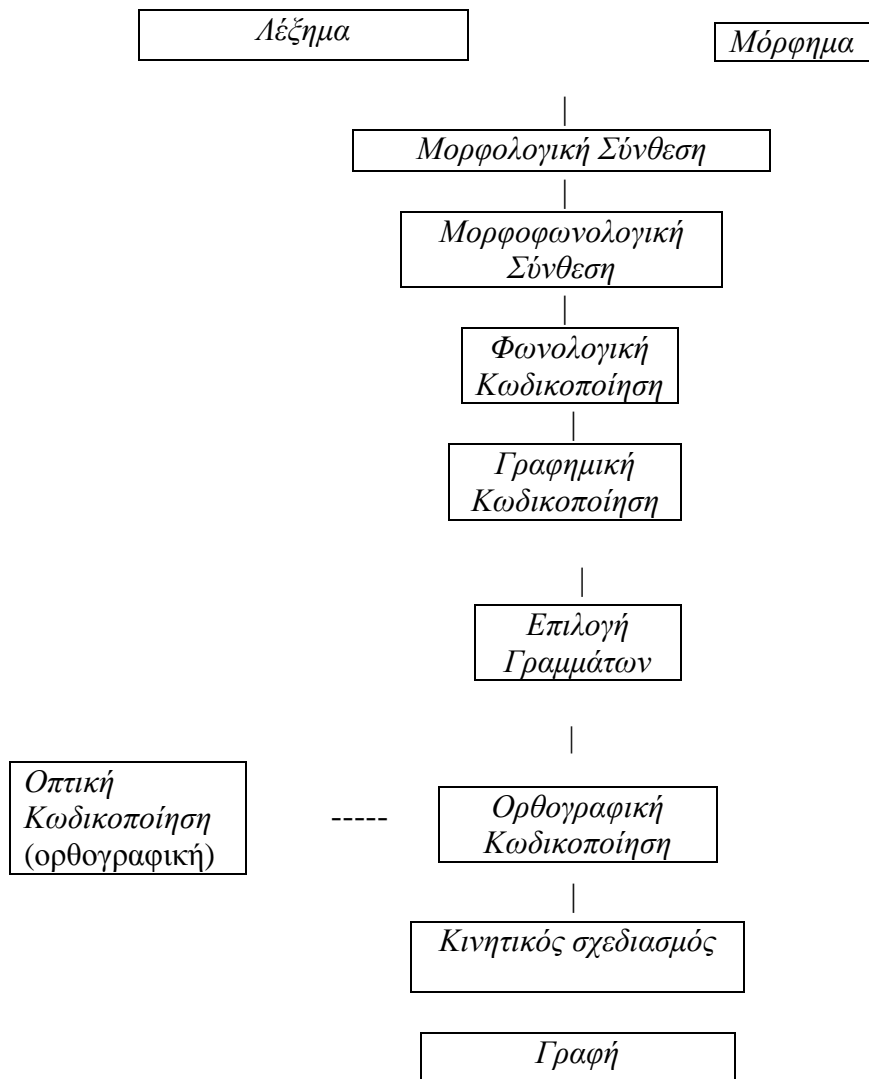 Λέξημα
Μόρφημα
|
Μορφολογική Σύνθεση
|
Μορφοφωνολογική
Σύνθεση
|
Φωνολογική
Κωδικοποίηση
|
Γραφημική
Κωδικοποίηση
|
Επιλογή
Γραμμάτων
|
Οπτική
Κωδικοποίηση
(ορθογραφική)
-----
Ορθογραφική
Κωδικοποίηση
|
Κινητικός σχεδιασμός
Γραφή